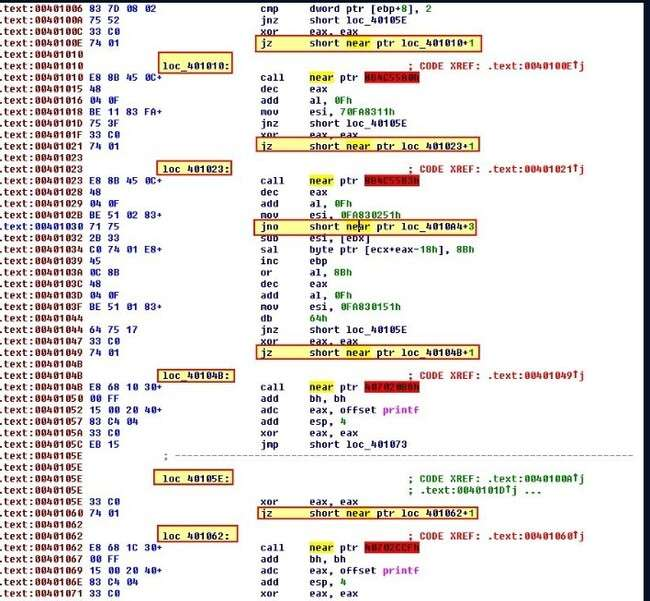 .text:00401006 83 7D 08 02 cmp dword ptr [ebp+8], 2
.text:0040100A 75 52 jnz short loc_40105E
.text:0040100C 33 C0 xor eax, eax
.text:0040100E 74 01 jz short near ptr loc_401010+1
.text:00401010
.text:00401010 loc_401010: ; CODE XREF: .text:0040100E↑j
.text:00401010 E8 8B 45 0C+ call near ptr 8B4C55A0h
.text:00401015 48 dec eax
.text:00401016 04 0F add al, 0Fh
.text:00401018 BE 11 83 FA+ mov esi, 70FA8311h
.text:0040101D 75 3F jnz short loc_40105E
.text:0040101F 33 C0 xor eax, eax
.text:00401021 74 01 jz short near ptr loc_401023+1
.text:00401023
.text:00401023 loc_401023: ; CODE XREF: .text:00401021↑j
.text:00401023 E8 8B 45 0C+ call near ptr 8B4C55B3h
.text:00401028 48 dec eax
.text:00401029 04 0F add al, 0Fh
.text:0040102B BE 51 02 83+ mov esi, 0FA830251h
.text:00401030 71 75 jno short near ptr loc_4010A4+3
.text:00401032 2B 33 sub esi, [ebx]
.text:00401034 C0 74 01 E8+ sal byte ptr [ecx+eax-18h], 8Bh
.text:00401039 45 inc ebp
.text:0040103A 0C 8B or al, 8Bh
.text:0040103C 48 dec eax
.text:0040103D 04 0F add al, 0Fh
.text:0040103F BE 51 01 83+ mov esi, 0FA830151h
.text:00401044 db 64h
.text:00401044 64 75 17 jnz short loc_40105E
.text:00401047 33 C0 xor eax, eax
.text:00401049 74 01 jz short near ptr loc_40104B+1
.text:0040104B
.text:0040104B loc_40104B: ; CODE XREF: .text:00401049↑j
.text:0040104B E8 68 10 30+ call near ptr
.text:00401050 00 FF add bh, bh
.text:00401052 15 00 20 40+ adc eax, offset printf
.text:00401057 83 C4 04 add esp, 4
.text:0040105A 33 C0 xor eax, eax
.text:0040105C EB 15 jmp short loc_401073
.text:0040105E ; ---------------------------------------------------------------------------
.text:0040105E
.text:0040105E loc_40105E: ; CODE XREF: .text:0040100A↑j
.text:0040105E ; .text:0040101D↑j ...
.text:0040105E 33 C0 xor eax, eax
.text:00401060 74 01 jz short near ptr loc_401062+1
.text:00401062
.text:00401062 loc_401062: ; CODE XREF: .text:00401060↑j
.text:00401062 E8 68 1C 30+ call near ptr
.text:00401067 00 FF add bh, bh
.text:00401069 15 00 20 40+ adc eax, offset printf
.text:0040106E 83 C4 04 add esp, 4
.text:00401071 33 C0 xor eax, eax